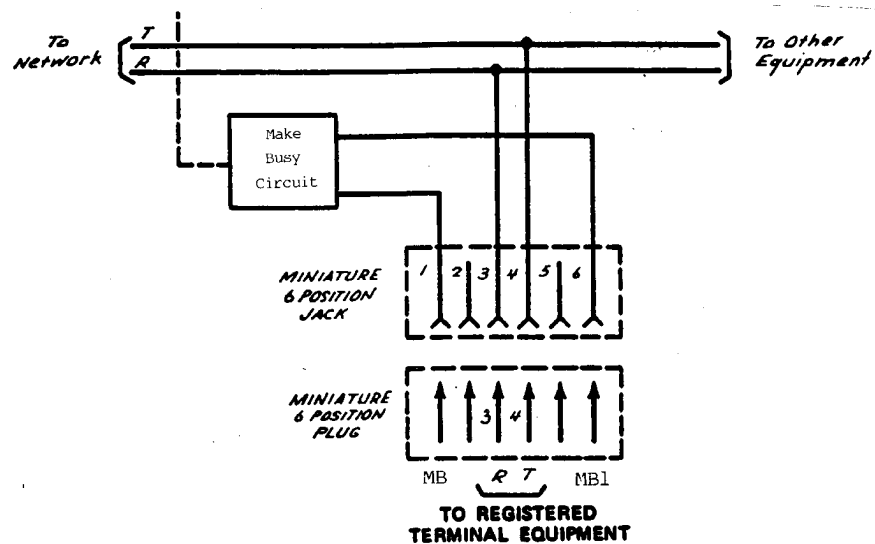 To
Network
T
R
To Other
Equipment
Make
Busy
Circuit
MINIATURE
6 POSITION
JACK
1 2 3 4 5 6
MINIATURE
6 POSITION
PLUG
3 4
MB R T MB1
TO REGISTERED
TERMINAL EQUIPMENT